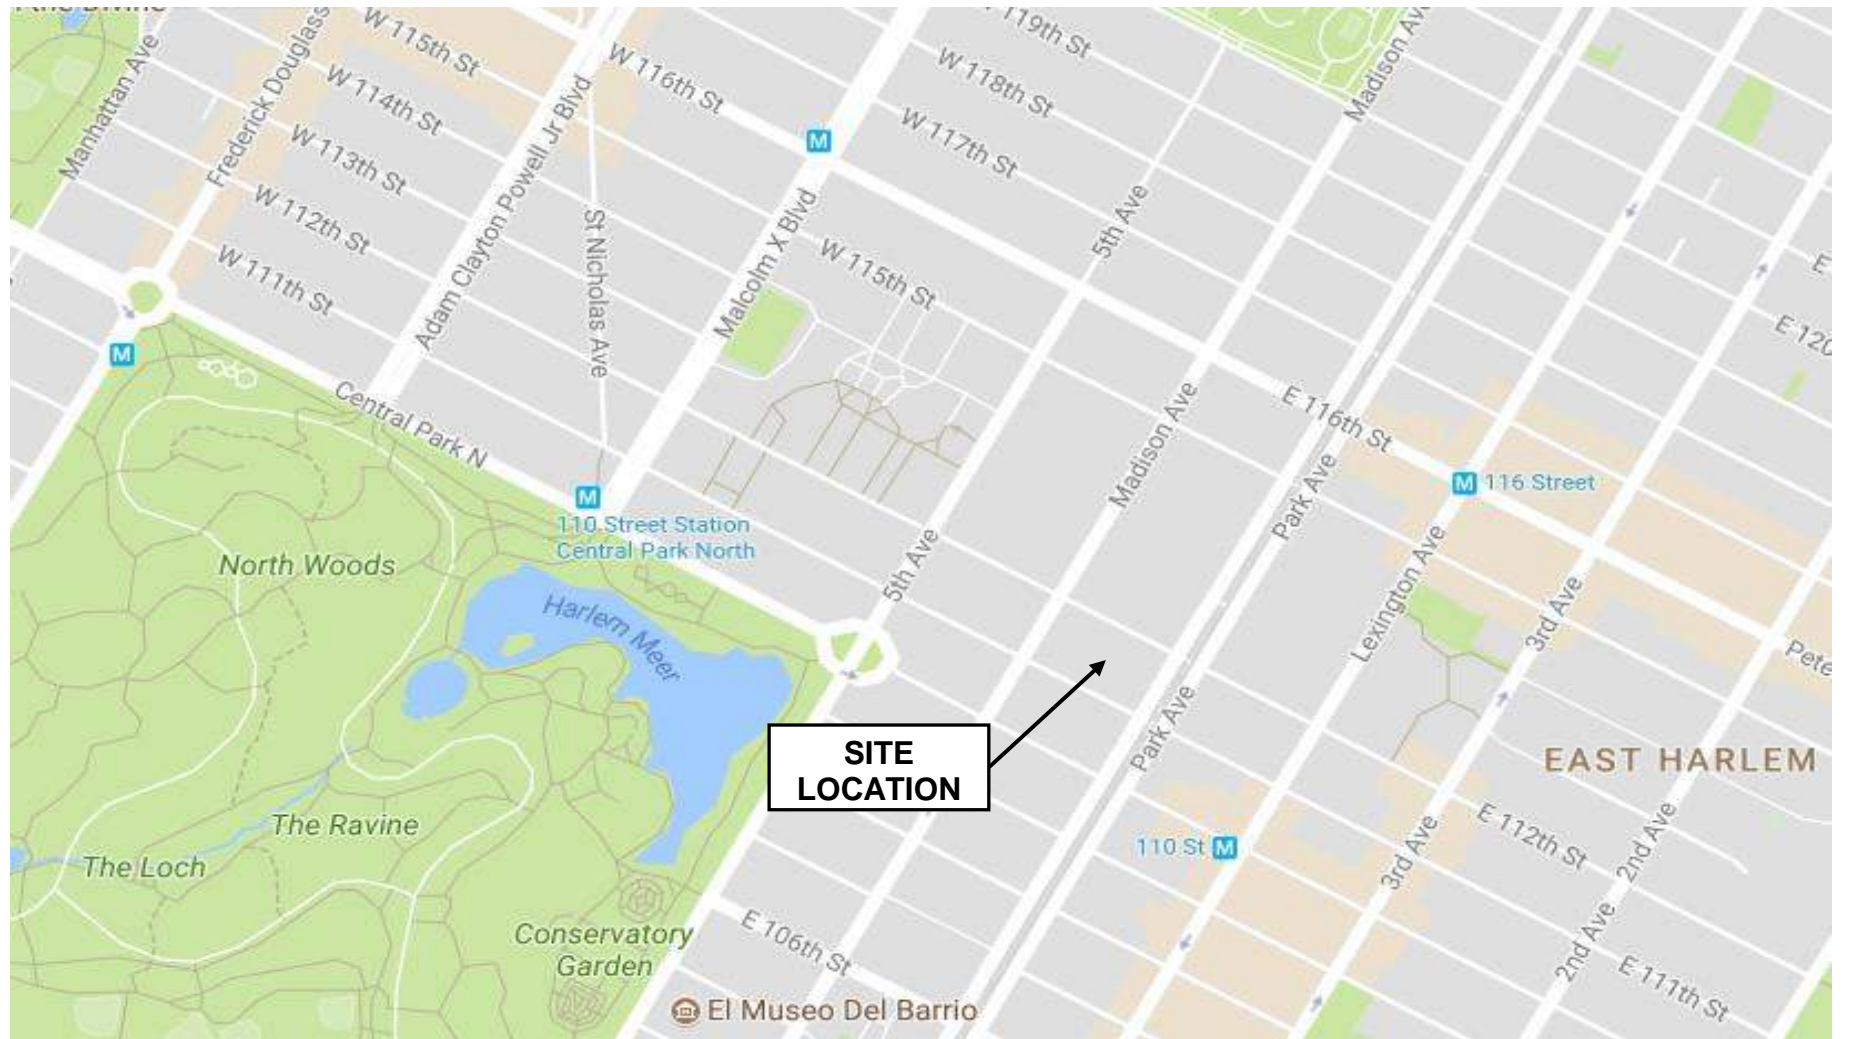 the Divine
Manhattan Ave
Frederick Douglass
W 115th St
W 114th St
W 113th St
W 112th St
W 111th St
Adam Clayton Powell Jr Blvd
W 116th St
St Nicholas Ave
M
Malcolm X Blvd
W 119th St
W 118th St
W 117th St
W 115th St
5th Ave
Madison Ave
M
Central Park N
M
110 Street Station
Central Park North
North Woods
Harlem Meer
5th Ave
Madison Ave
E 116th St
Park Ave
M 116 Street
Lexington Ave
3rd Ave
E 120
Pete
SITE
LOCATION
Park Ave
EAST HARLEM
The Ravine
The Loch
110 St M
3rd Ave
E 112th St
2nd Ave
Conservatory
Garden
E 106th St
2nd Ave
E 111th St
El Museo Del Barrio